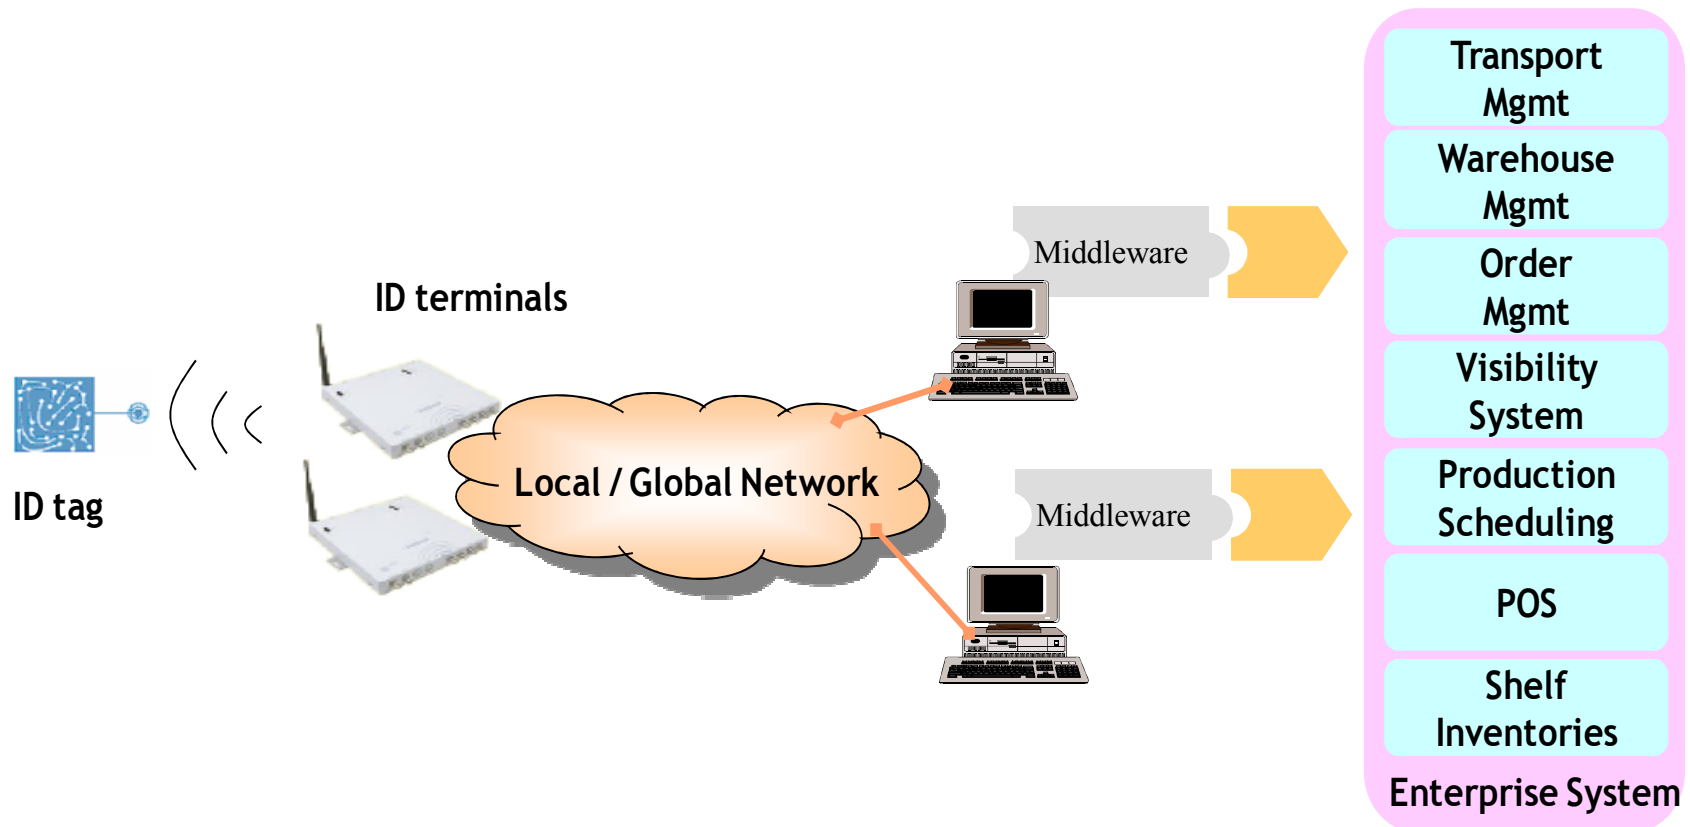 ID tag
ID terminals
Local / Global Network
Middleware
Middleware
Transport
Mgmt
Warehouse
Mgmt
Order
Mgmt
Visibility
System
Production
Scheduling
POS
Shelf
Inventories
Enterprise System